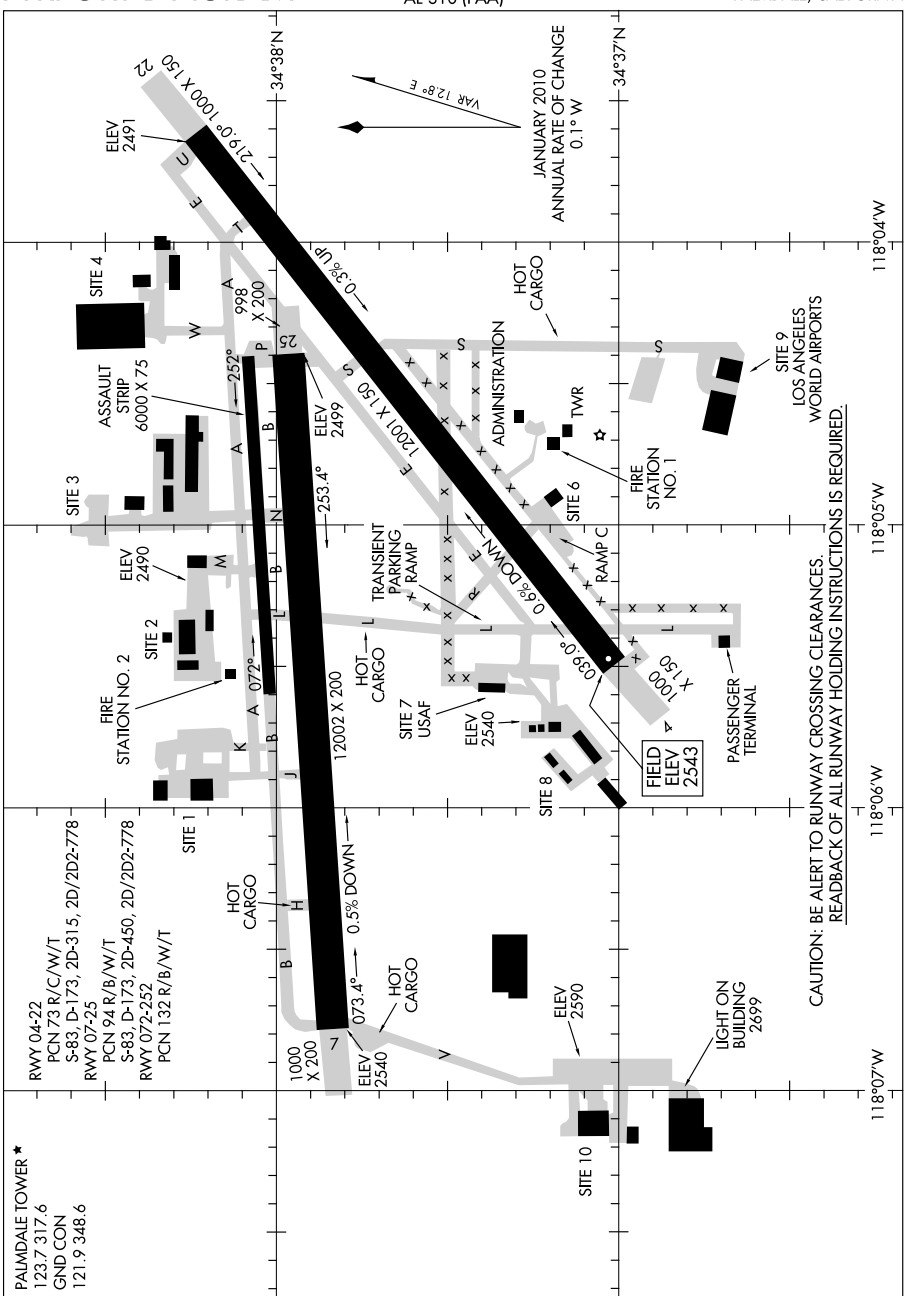 AL-310 (FAA)
PALMDALE TOWER ★
123.7 317.6
GND CON
121.9 348.6
RWY 04-22
PCN 73 R/C/W/T
S-83, D-173, 2D-315, 2D/2D2-778
RWY 07-25
PCN 94 R/B/W/T
S-83, D-173, 2D-450, 2D/2D2-778
RWY 072-252
PCN 132 R/B/W/T
SITE 1
FIRE
STATION NO. 2
SITE 2
ELEV
2490
SITE 3
ASSAULT
STRIP
6000 X 75
SITE 4
ELEV
2491
22
1000 X 150
219.0°
34°38'N
34°37'N
JANUARY 2010
ANNUAL RATE OF CHANGE
0.1° W
VAR 12.8° E
U
E
T
W
A
998
X 200
P
25
252°
A
B
ELEV
2499
253.4°
N
B
M
L
072°
A
B
K
J
12002 X 200
HOT
CARGO
H
B
0.5% DOWN
073.4°
7
1000
X 200
ELEV
2540
HOT
CARGO
V
0.3% UP
S
12001 X 150
E
0.6% DOWN
E
R
039.0°
4
1000
X 150
FIELD
ELEV
2543
L
HOT
CARGO
TRANSIENT
PARKING
RAMP
L
SITE 7
USAF
ELEV
2540
SITE 8
L
PASSENGER
TERMINAL
RAMP C
SITE 6
FIRE
STATION
NO. 1
TWR
ADMINISTRATION
S
HOT
CARGO
S
SITE 9
LOS ANGELES
WORLD AIRPORTS
ELEV
2590
SITE 10
LIGHT ON
BUILDING
2699
CAUTION: BE ALERT TO RUNWAY CROSSING CLEARANCES.
READBACK OF ALL RUNWAY HOLDING INSTRUCTIONS IS REQUIRED.
118°07'W
118°06'W
118°05'W
118°04'W